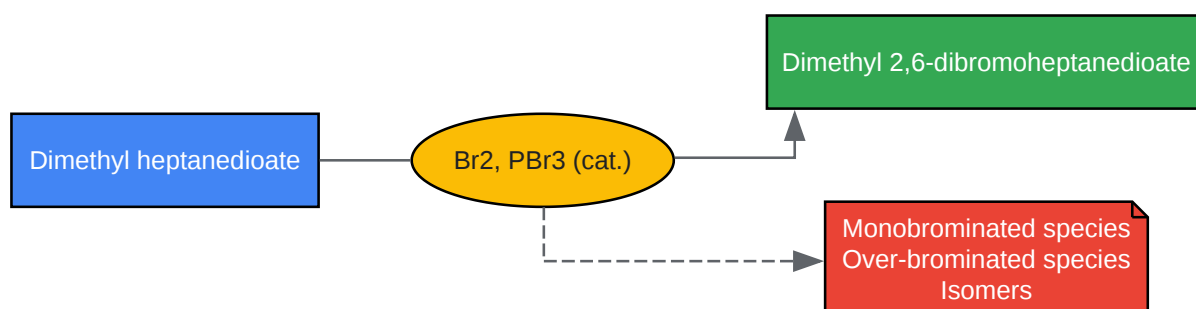 Dimethyl 2,6-dibromoheptanedioate
Dimethyl heptanedioate
Br2, PBr3 (cat.)
Monobrominated species
Over-brominated species
Isomers